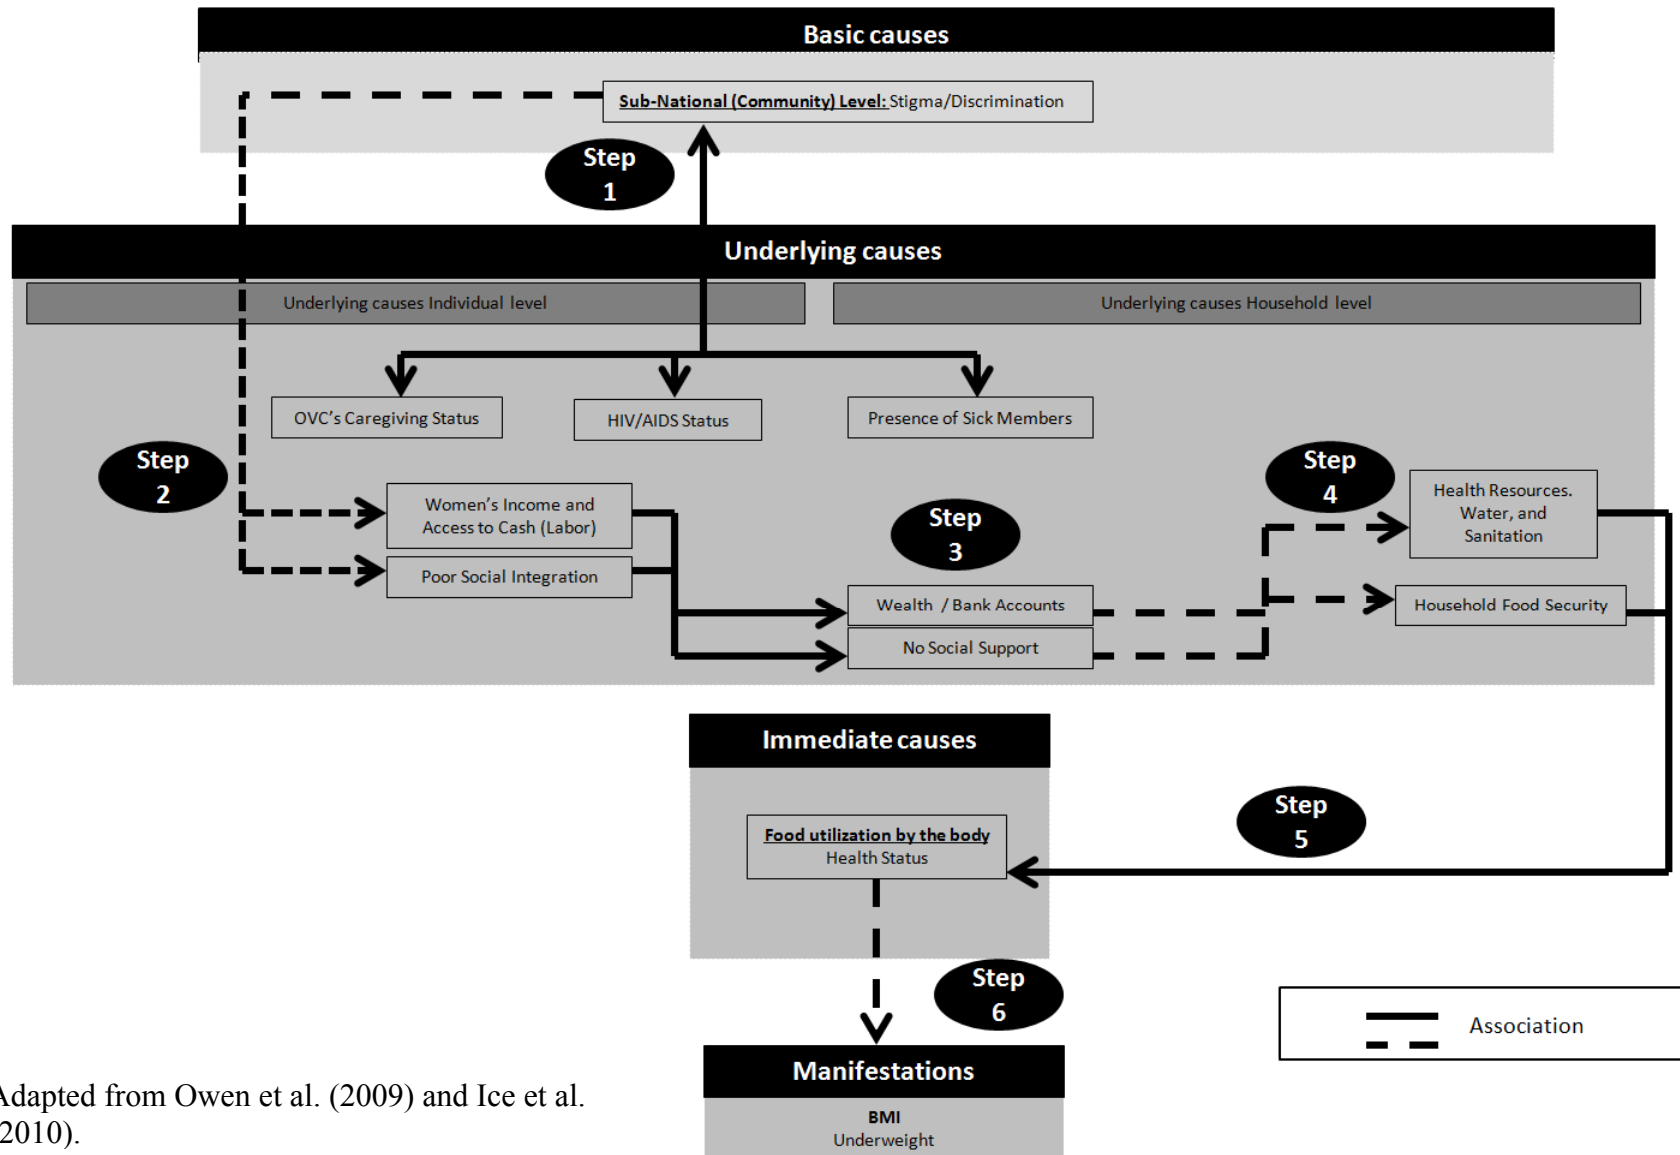 Basic causes
Sub-National (Community) Level: Stigma/Discrimination
Step
1
Underlying causes
Underlying causes Individual level
Underlying causes Household level
OVC's Caregiving Status
HIV/AIDS Status
Presence of Sick Members
Step
2
Women's Income and
Access to Cash (Labor)
Poor Social Integration
Step
3
Wealth / Bank Accounts
No Social Support
Step
4
Health Resources.
Water, and
Sanitation
Household Food Security
Immediate causes
Food utilization by the body
Health Status
Step
5
Step
6
Association
Manifestations
BMI
Underweight
Adapted from Owen et al. (2009) and Ice et al.
2010).